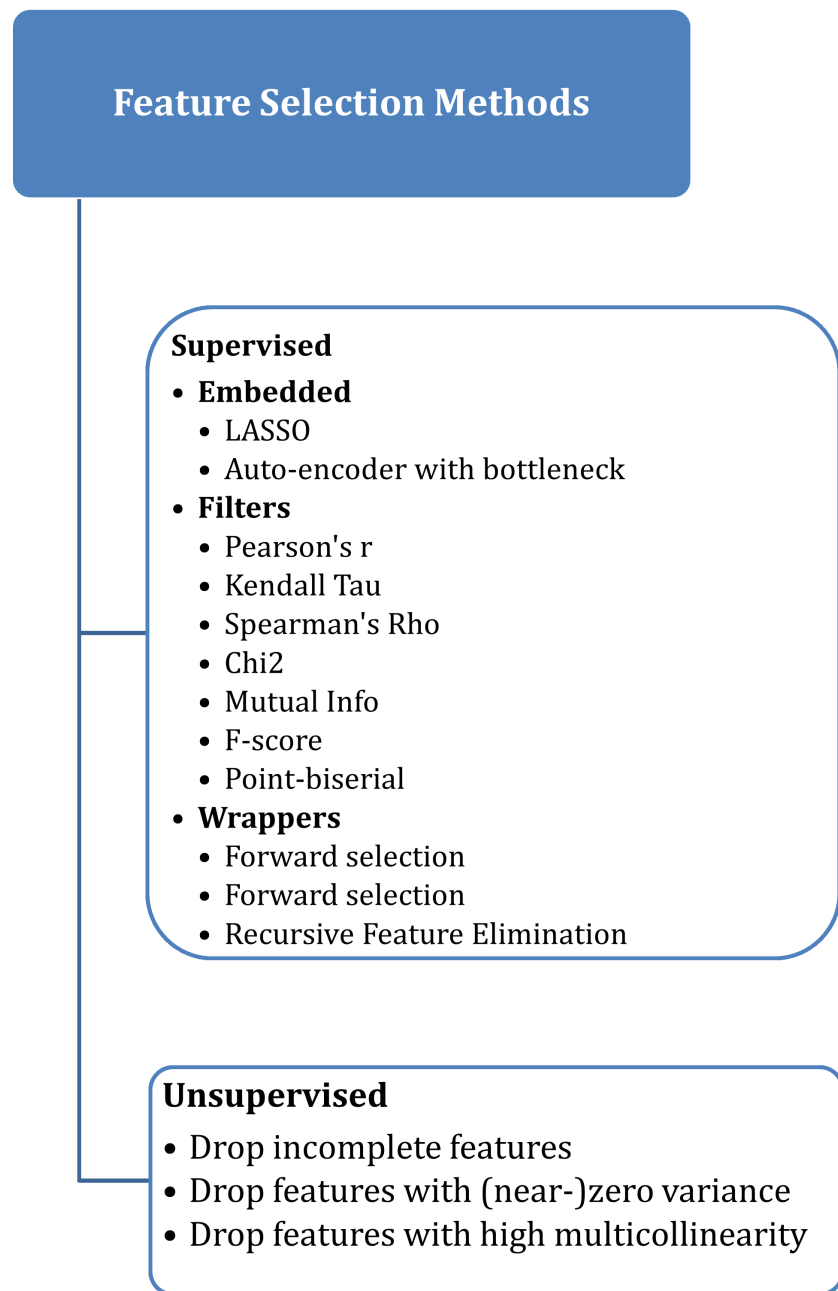 Feature Selection Methods
Supervised
• Embedded
• LASSO
• Auto-encoder with bottleneck
• Filters
• Pearson's r
• Kendall Tau
• Spearman's Rho
• Chi2
• Mutual Info
• F-score
• Point-biserial
• Wrappers
• Forward selection
• Forward selection
• Recursive Feature Elimination
Unsupervised
• Drop incomplete features
• Drop features with (near-)zero variance
• Drop features with high multicollinearity